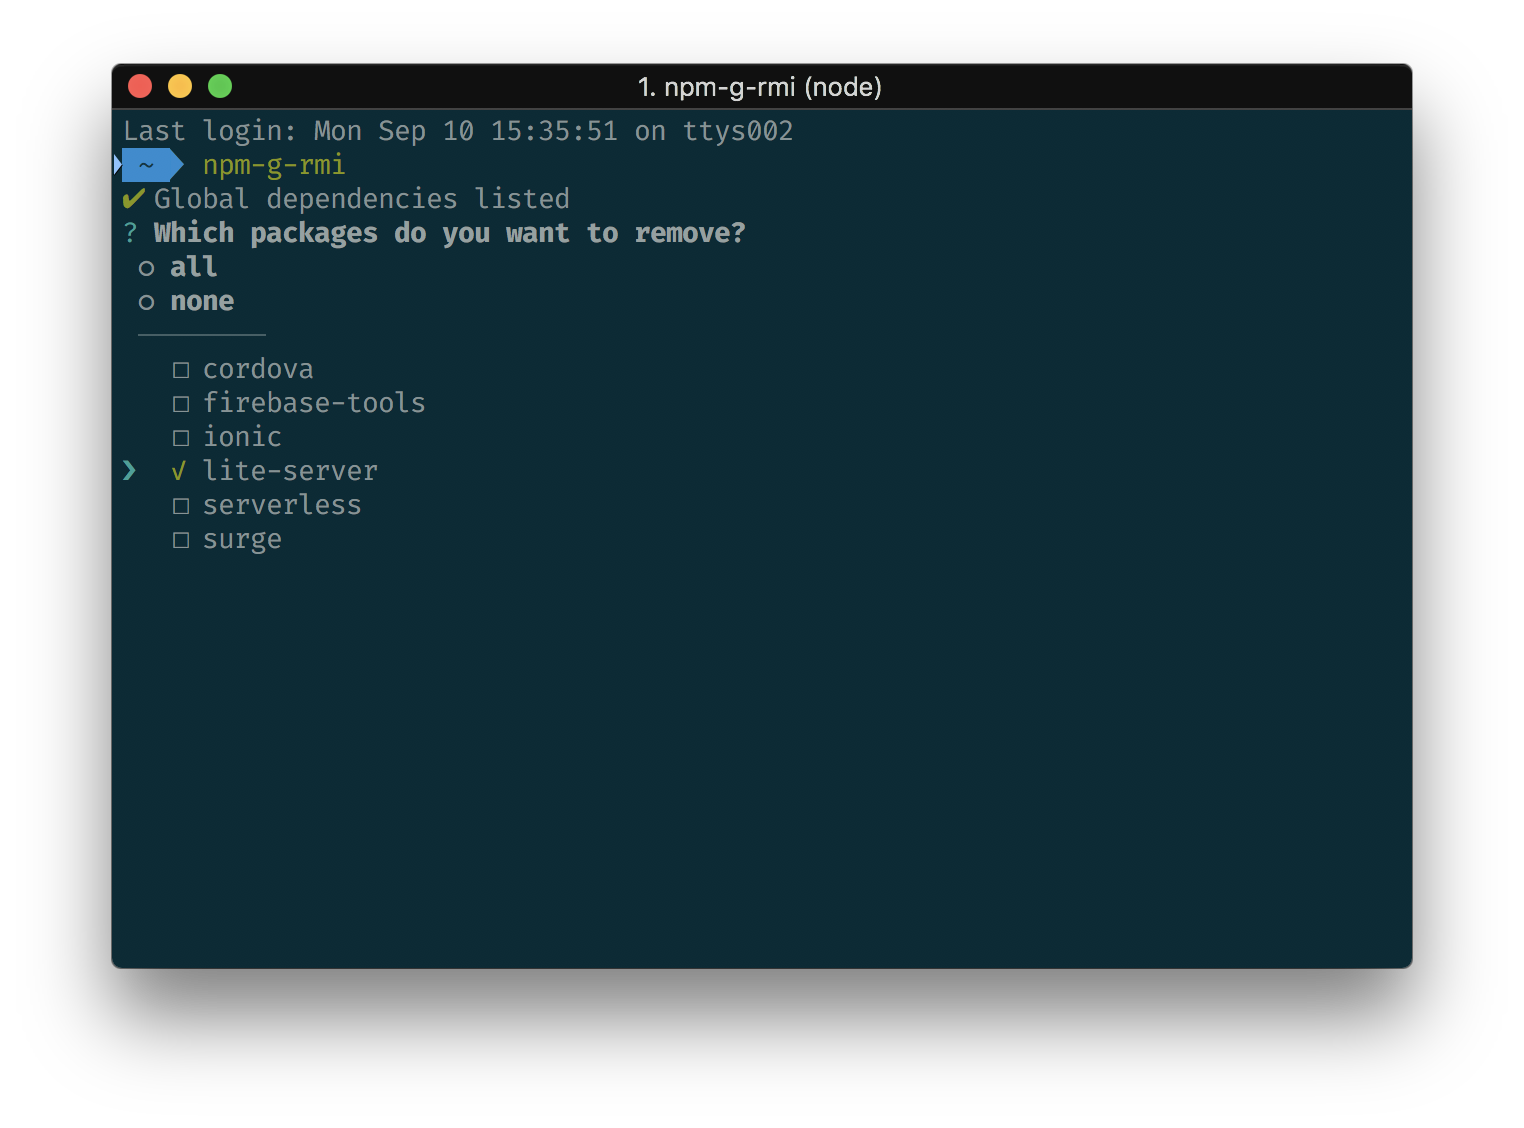 1. npm-g-rmi (node)
Last login: Mon Sep 10 15:35:51 on ttys002
~ npm-g-rmi
✔ Global dependencies listed
? Which packages do you want to remove?
○ all
○ none
────────
□ cordova
□ firebase-tools
□ ionic
❯ √ lite-server
□ serverless
□ surge